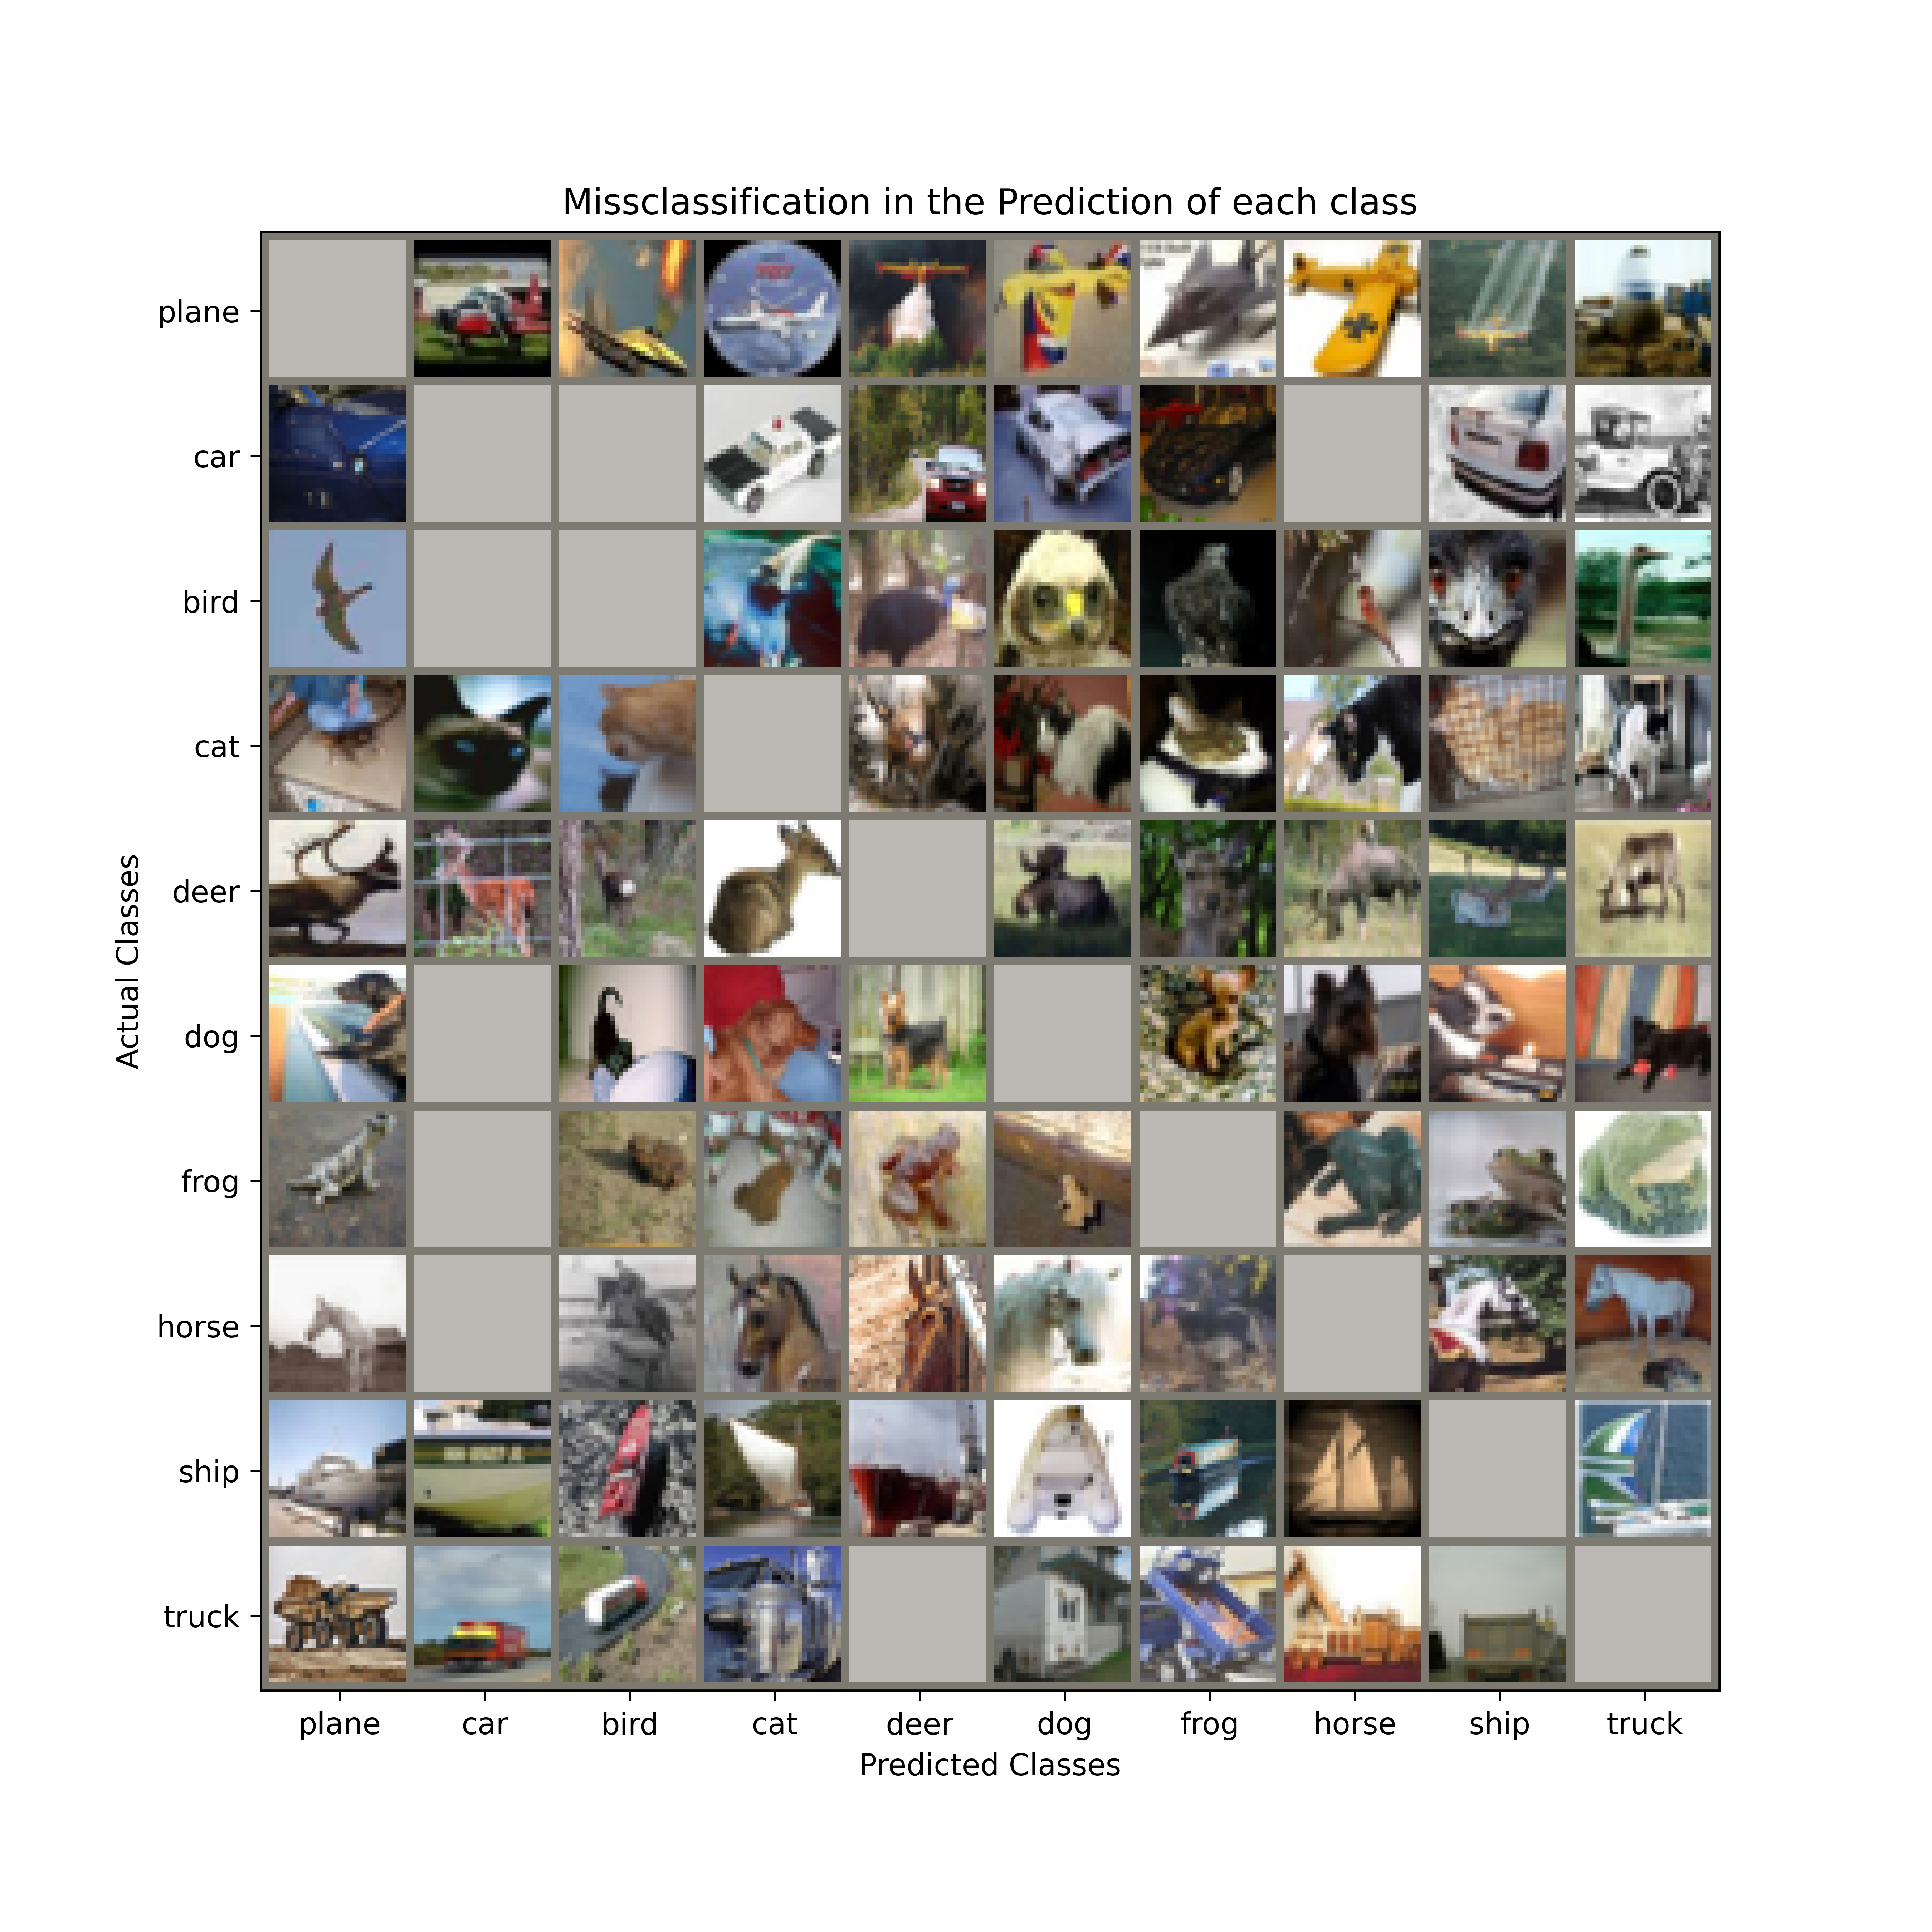 Missclassification in the Prediction of each class
plane
car
bird
cat
deer
dog
frog
horse
ship
truck
Actual Classes
plane car bird cat deer dog frog horse ship truck
Predicted Classes